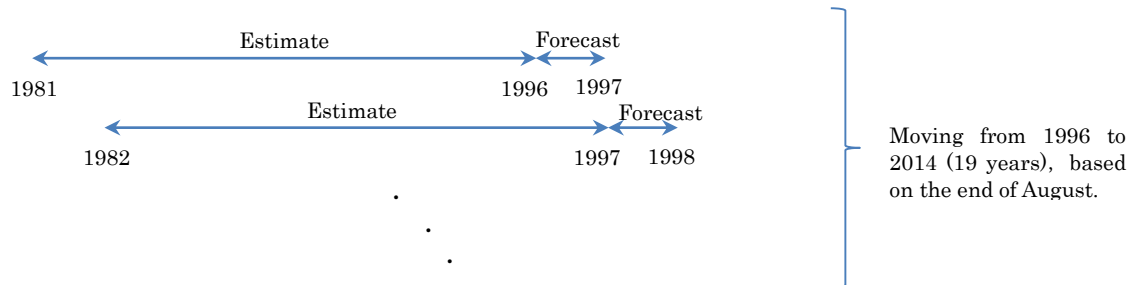 Estimate Forecast
1981 1996 1997
Estimate Forecast
1982 1997 1998
Moving from 1996 to
2014 (19 years), based
on the end of August.